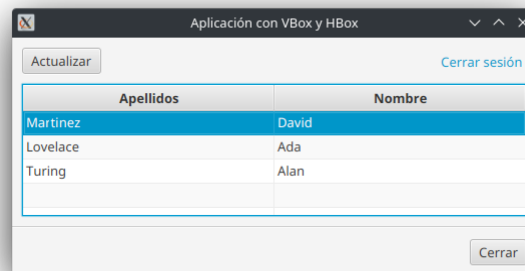 Aplicación con VBox y HBox
Actualizar Cerrar sesión
Apellidos Nombre
Martinez David
Lovelace Ada
Turing Alan
Cerrar